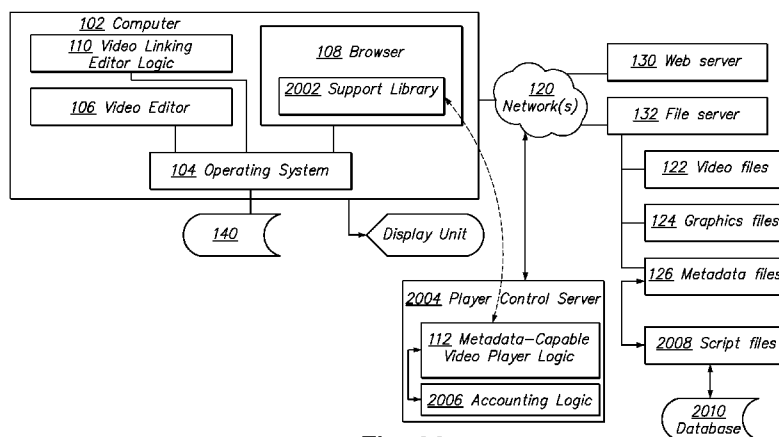 102 Computer
110 Video Linking
Editor Logic
108 Browser
2002 Support Library
106 Video Editor
104 Operating System
140
Display Unit
120
Network(s)
130 Web server
132 File server
122 Video files
124 Graphics files
126 Metadata files
2004 Player Control Server
112 Metadata-Capable
Video Player Logic
2006 Accounting Logic
2008 Script files
2010
Database